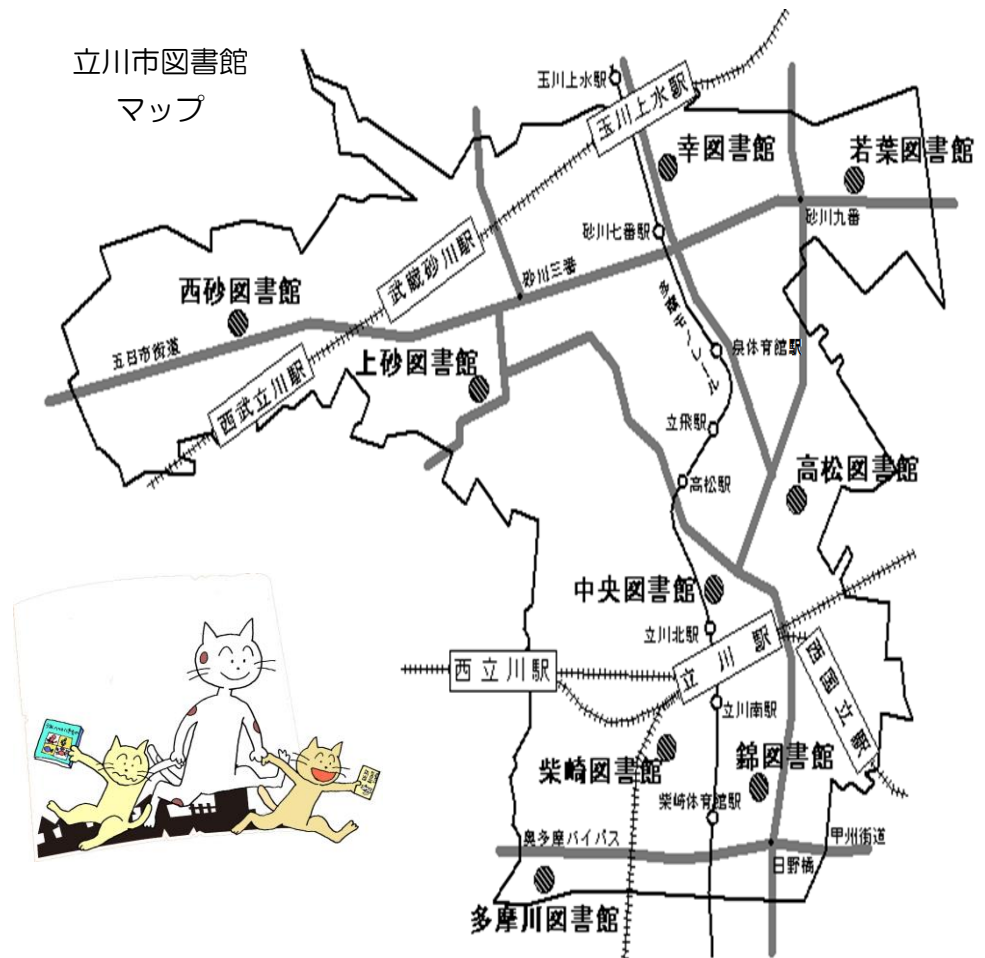 立川市図書館
マップ
玉川上水駅
玉川上水駅
幸図書館
若葉図書館
砂川七番駅
砂川九番
武蔵砂川駅
砂川三番
西砂図書館
多摩モノレール
五日市街道
上砂図書館
泉体育館駅
西武立川駅
立飛駅
高松図書館
高松駅
中央図書館
立川北駅
立川駅
西立川駅
西国立駅
立川南駅
柴崎図書館
錦図書館
柴崎体育館駅
奥多摩バイパス
甲州街道
日野橋
多摩川図書館